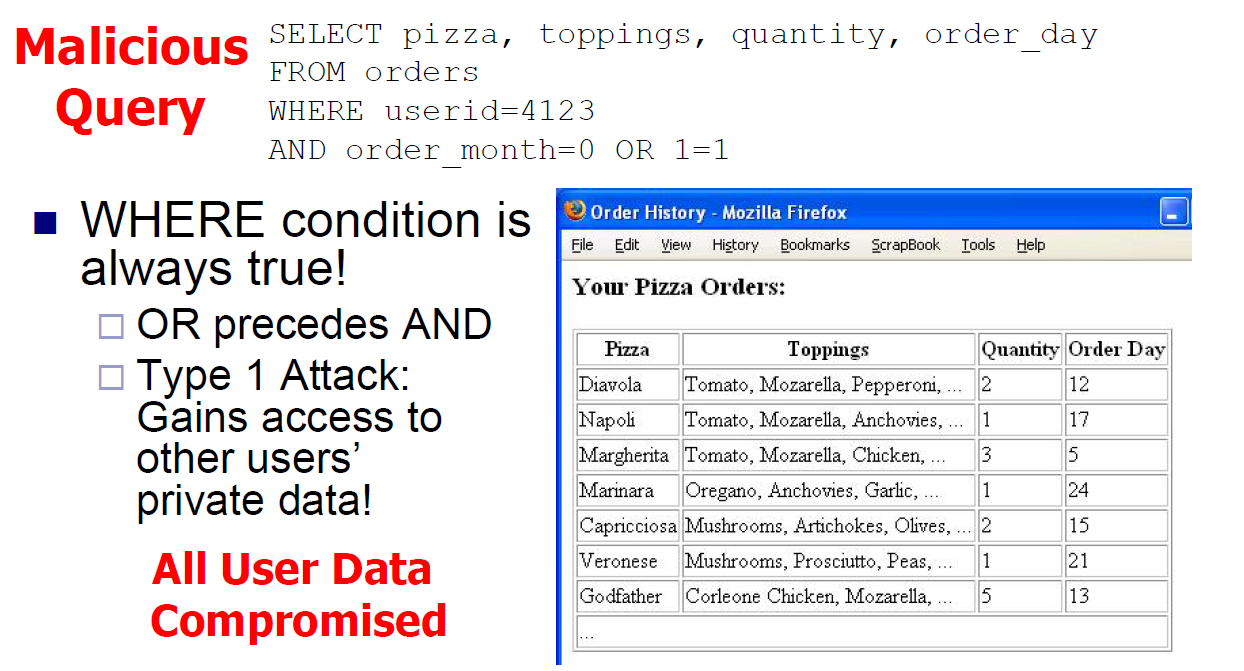 Malicious
Query
SELECT pizza, toppings, quantity, order_day
FROM orders
WHERE userid=4123
AND order_month=0 OR 1=1
WHERE condition is
always true!
OR precedes AND
Type 1 Attack:
Gains access to
other users’
private data!
All User Data
Compromised
Order History - Mozilla Firefox
File Edit View History Bookmarks ScrapBook Tools Help
Your Pizza Orders:
Pizza Toppings Quantity Order Day
Diavola Tomato, Mozarella, Pepperoni, ... 2 12
Napoli Tomato, Mozarella, Anchovies, ... 1 17
Margherita Tomato, Mozarella, Chicken, ... 3 5
Marinara Oregano, Anchovies, Garlic, ... 1 24
Capricciosa Mushrooms, Artichokes, Olives, ... 2 15
Veronese Mushrooms, Prosciutto, Peas, ... 1 21
Godfather Corleone Chicken, Mozarella, ... 5 13
...